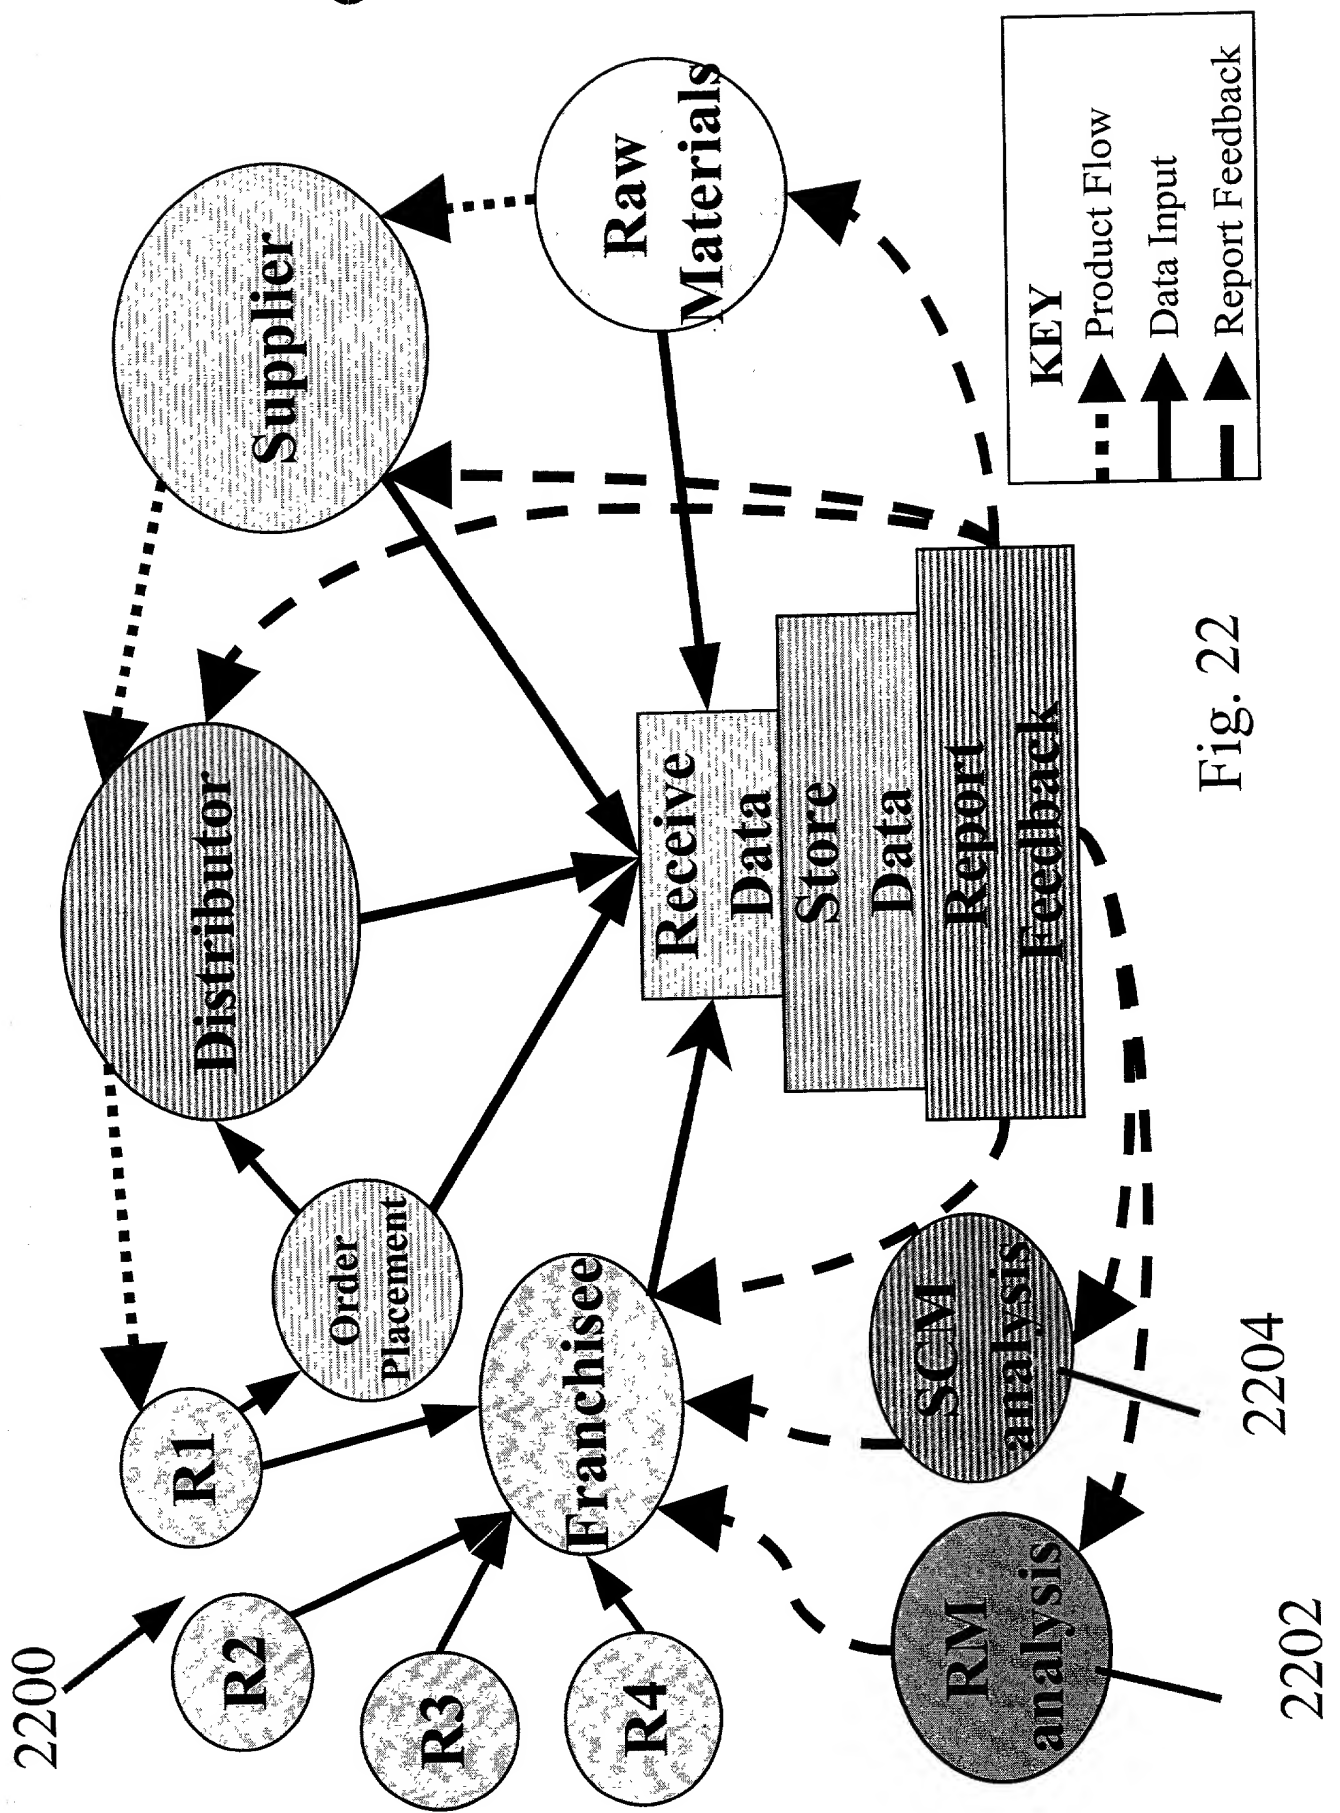 2200
R1
R2
R3
R4
Order
Placement
Distributor
Supplier
Franchisee
Raw
Materials
Receive
Data
Store
Data
Report
Feedback
RM
analysis
SCM
analysis
2202
2204
KEY
Product Flow
Data Input
Report Feedback
Fig. 22